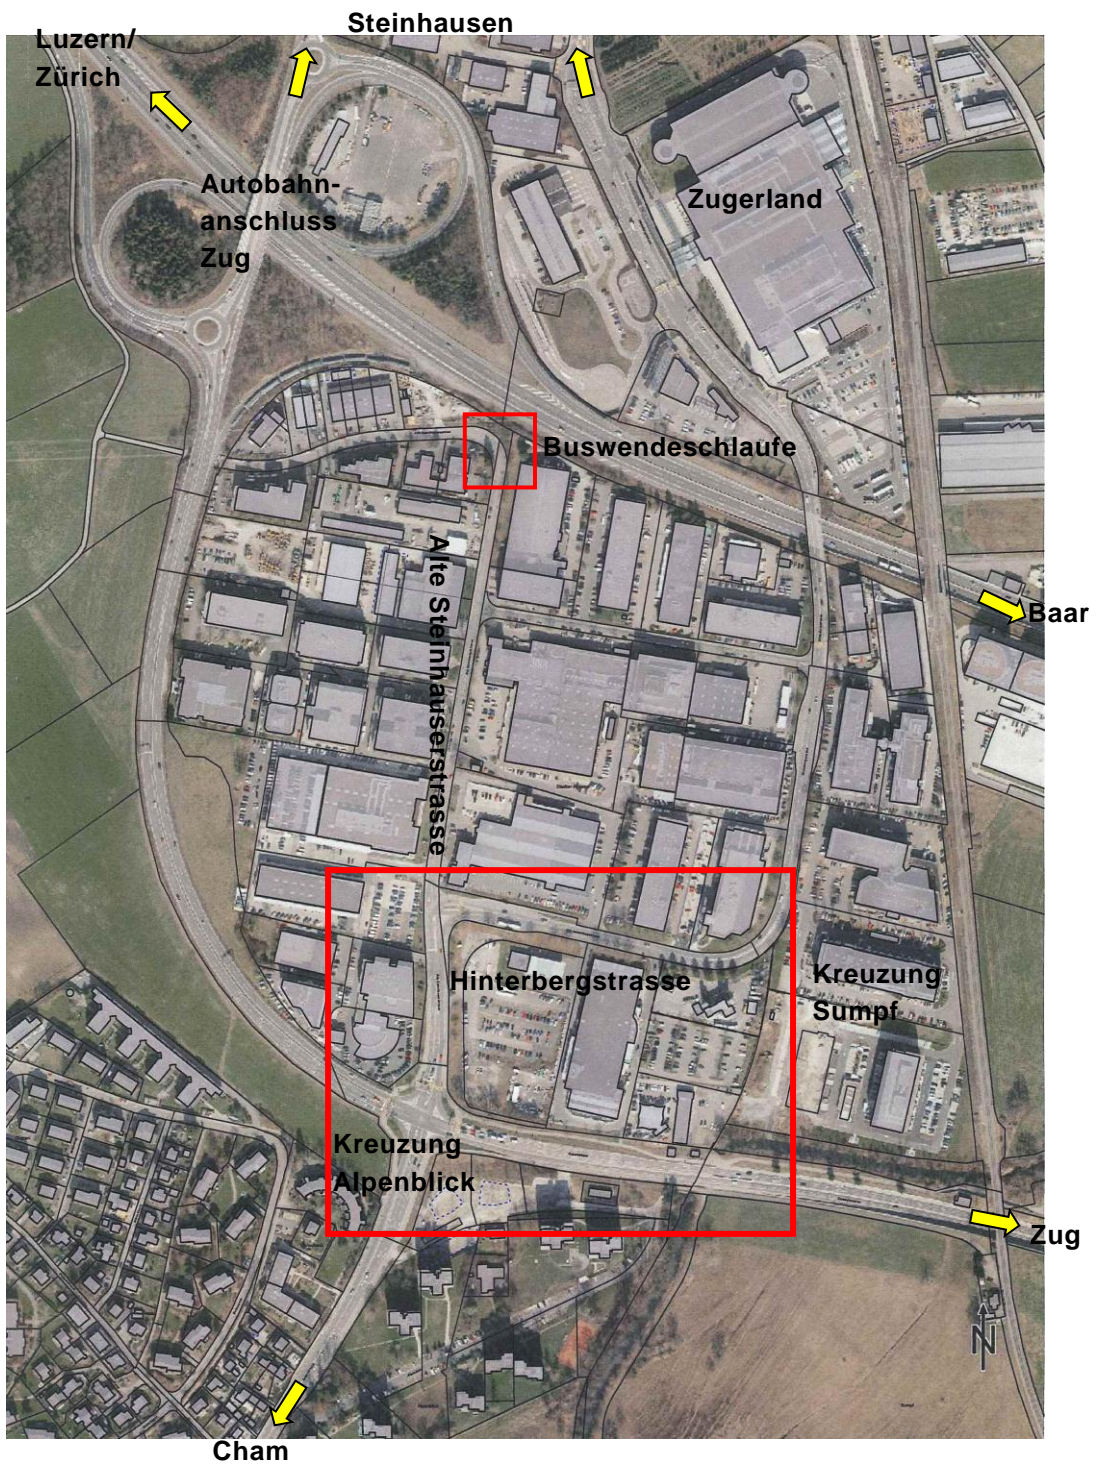 Steinhausen
Luzern/
Zürich
Autobahn-
anschluss
Zug
Zugerland
Buswendeschlaufe
Alte Steinhauserstrasse
Baar
Hinterbergstrasse
Kreuzung
Sumpf
Kreuzung
Alpenblick
Zug
N
Cham